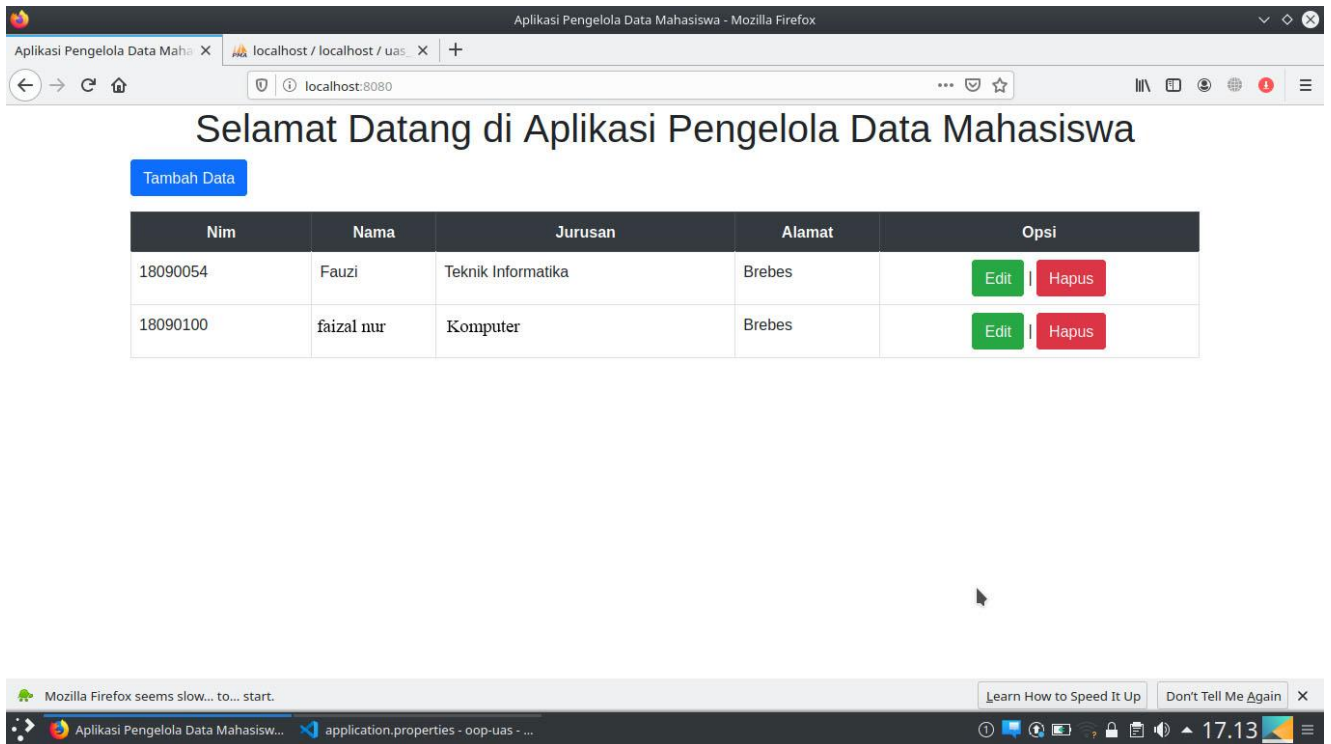 Aplikasi Pengelola Data Mahasiswa - Mozilla Firefox
Aplikasi Pengelola Data Maha
localhost / localhost / uas_
localhost:8080
Selamat Datang di Aplikasi Pengelola Data Mahasiswa
Tambah Data
Nim Nama Jurusan Alamat Opsi
18090054 Fauzi Teknik Informatika Brebes Edit | Hapus
18090100 faizal nur Komputer Brebes Edit | Hapus
Mozilla Firefox seems slow... to... start. Learn How to Speed It Up Don't Tell Me Again
Aplikasi Pengelola Data Mahasisw... application.properties - oop-uas - ... 17.13